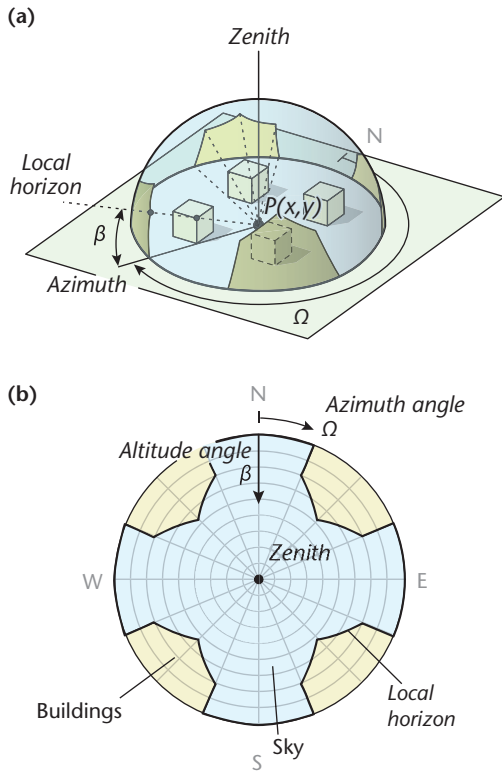 (a)
Zenith
N
Local
horizon
P(x,y)
β
Azimuth
Ω
(b)
N
Azimuth angle
Ω
Altitude angle
β
Zenith
W
E
Buildings
Local
horizon
Sky
S